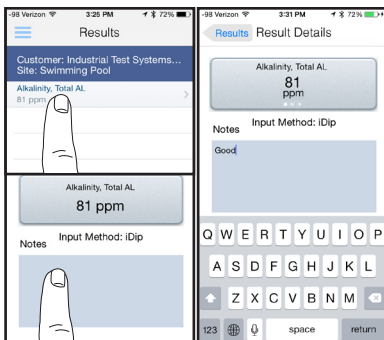 -98 Verizon 3:25 PM 72%
Results
Customer: Industrial Test Systems...
Site: Swimming Pool
Alkalinity, Total AL
81 ppm
Alkalinity, Total AL
81 ppm
Input Method: iDip
Notes
-98 Verizon 3:31 PM 72%
Results Result Details
Alkalinity, Total AL
81
ppm
Input Method: iDip
Notes
Good
Q W E R T Y U I O P
A S D F G H J K L
Z X C V B N M
123 space return